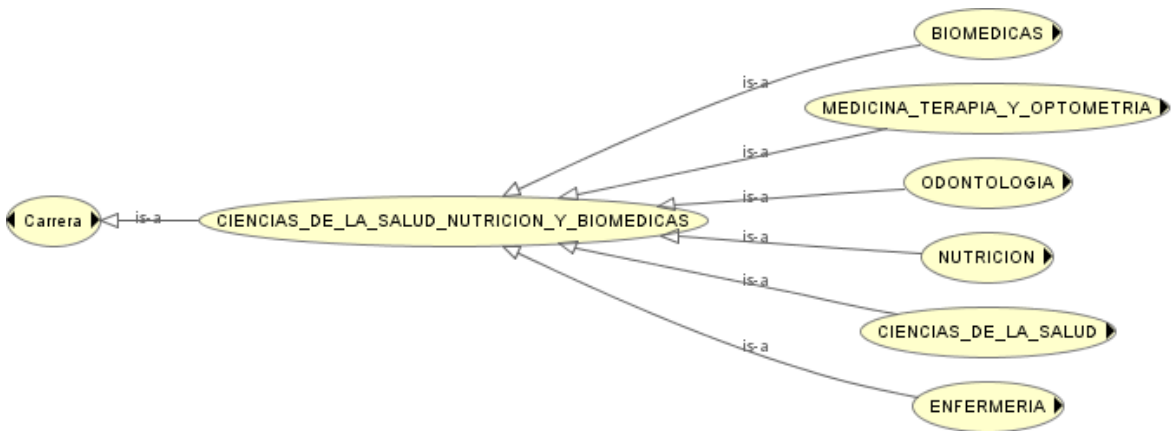 BIOMEDICAS
is-a
MEDICINA_TERAPIA_Y_OPTOMETRIA
is-a
ODONTOLOGIA
is-a
Carrera
is-a
CIENCIAS_DE_LA_SALUD_NUTRICION_Y_BIOMEDICAS
is-a
NUTRICION
is-a
CIENCIAS_DE_LA_SALUD
is-a
ENFERMERIA